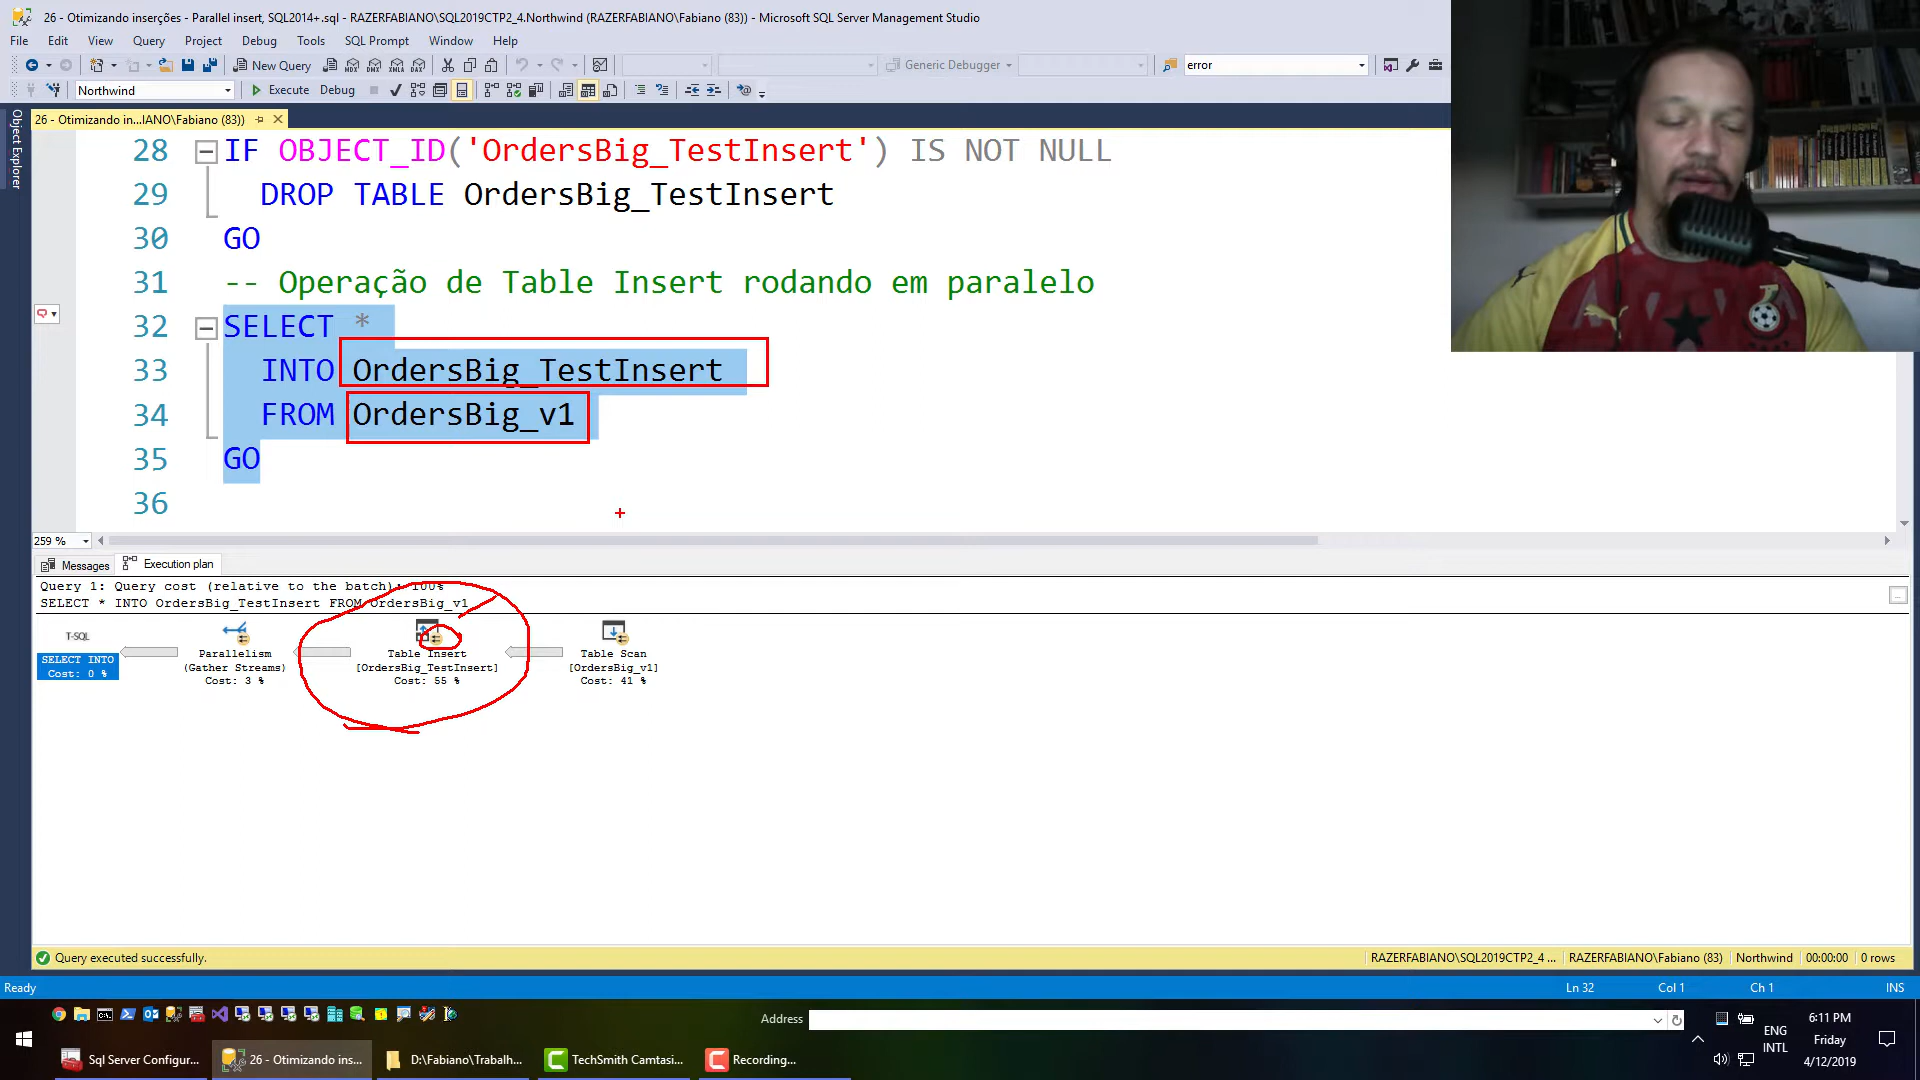 26 - Otimizando inserções - Parallel insert, SQL2014+.sql - RAZERFABIANO\SQL2019CTP2_4.Northwind (RAZERFABIANO\Fabiano (83)) - Microsoft SQL Server Management Studio
File Edit View Query Project Debug Tools SQL Prompt Window Help
New Query Generic Debugger error
Northwind Execute Debug
Object Explorer
26 - Otimizando in...IANO\Fabiano (83))
28 IF OBJECT_ID('OrdersBig_TestInsert') IS NOT NULL
29 DROP TABLE OrdersBig_TestInsert
30 GO
31 -- Operação de Table Insert rodando em paralelo
32 SELECT *
33 INTO OrdersBig_TestInsert
34 FROM OrdersBig_v1
35 GO
36
259 %
Messages Execution plan
Query 1: Query cost (relative to the batch): 100%
SELECT * INTO OrdersBig_TestInsert FROM OrdersBig_v1
T-SQL
SELECT INTO
Cost: 0 %
Parallelism
(Gather Streams)
Cost: 3 %
Table Insert
[OrdersBig_TestInsert]
Cost: 55 %
Table Scan
[OrdersBig_v1]
Cost: 41 %
Query executed successfully.
RAZERFABIANO\SQL2019CTP2_4 ... RAZERFABIANO\Fabiano (83) Northwind 00:00:00 0 rows
Ready Ln 32 Col 1 Ch 1 INS
Address
Sql Server Configur... 26 - Otimizando ins... D:\Fabiano\Trabalh... TechSmith Camtasi... Recording...
ENG
INTL
6:11 PM
Friday
4/12/2019